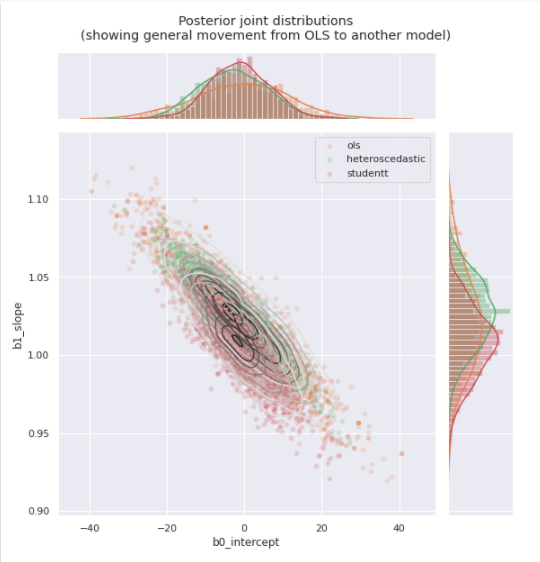 Posterior joint distributions
(showing general movement from OLS to another model)
ols
heteroscedastic
studentt
1.10
1.05
1.00
0.95
0.90
b1_slope
−40
−20
0
20
40
b0_intercept